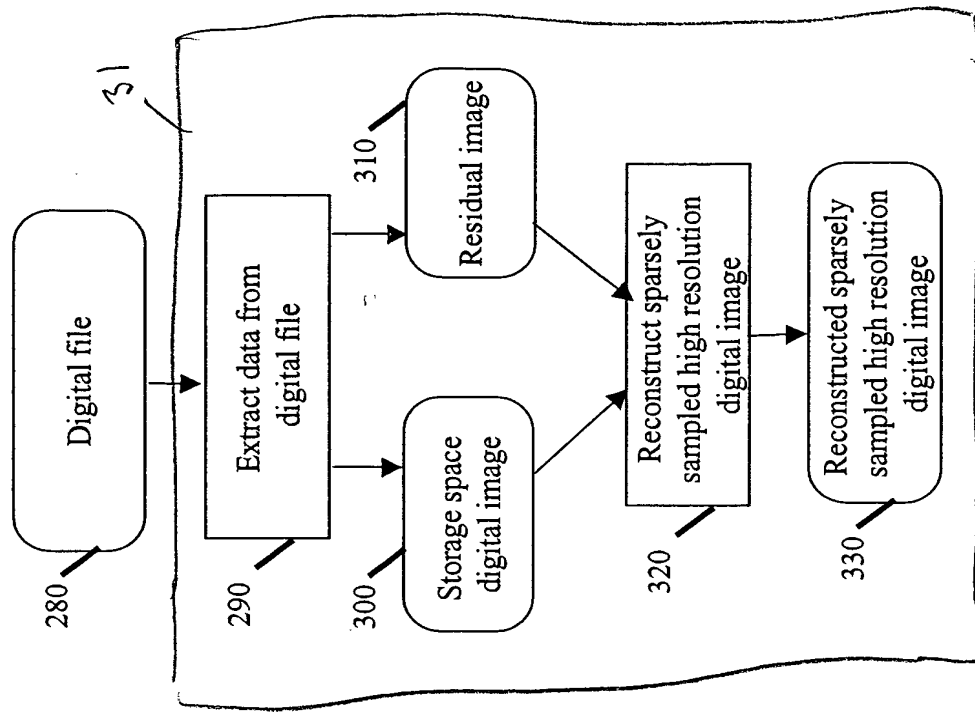 31
280
Digital file
290
Extract data from
digital file
300
Storage space
digital image
310
Residual image
320
Reconstruct sparsely
sampled high resolution
digital image
330
Reconstructed sparsely
sampled high resolution
digital image